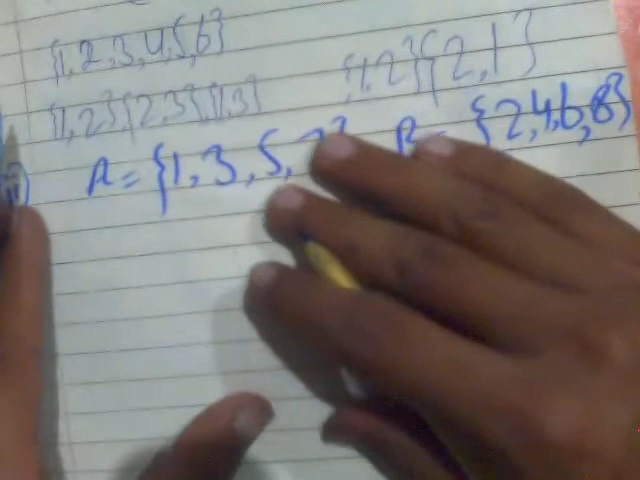 {1,2,3,4,5,6}
{1,2}{2,1}
{1,2}{2,3}{1,3}
(ii) A = {1,3,5, B = {2,4,6,8}